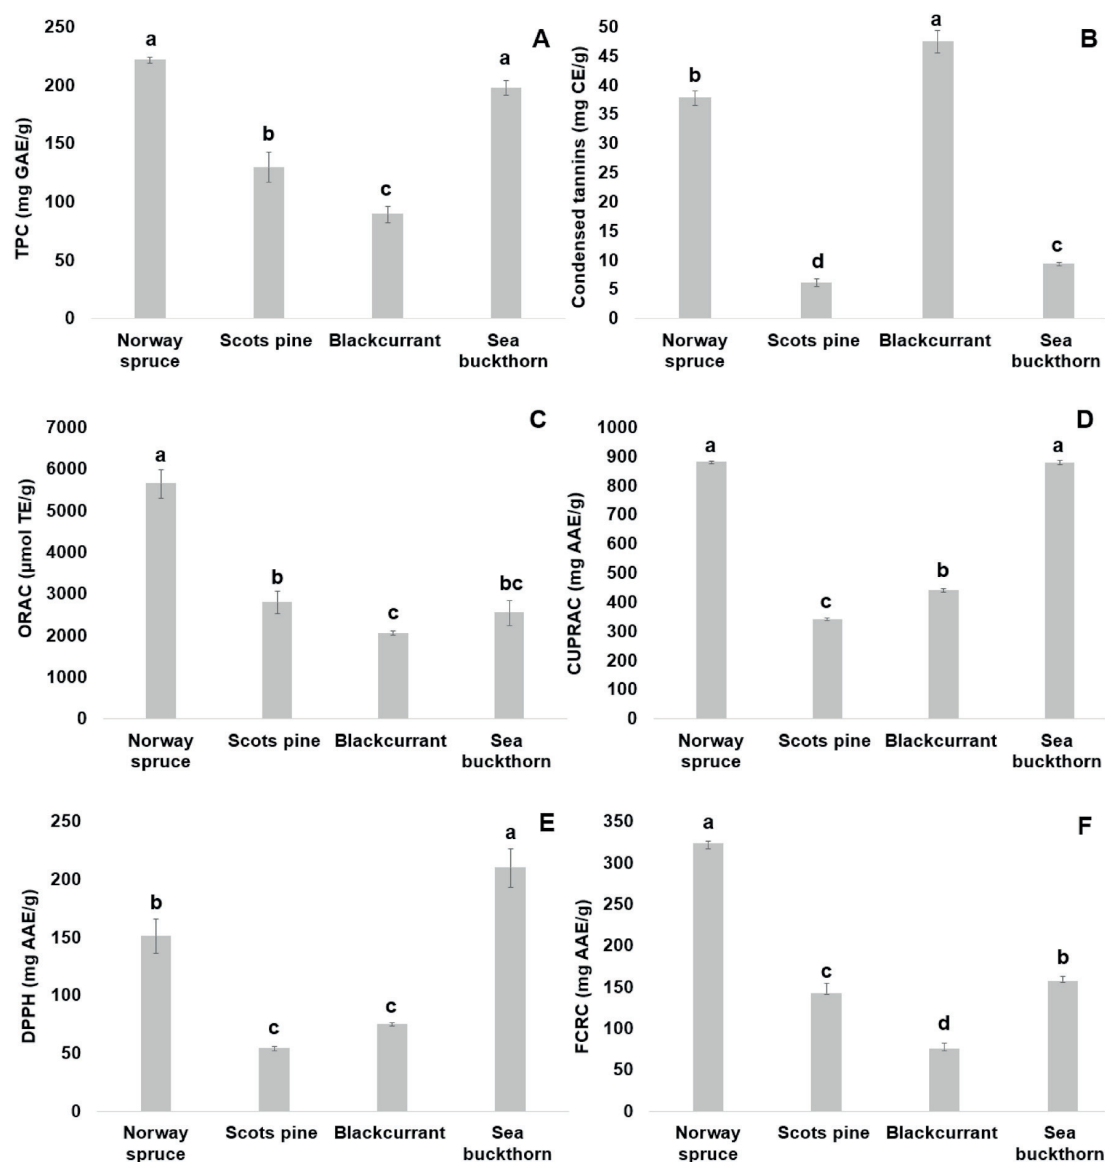 A
TPC (mg GAE/g)
250
200
150
100
50
0
a
b
c
a
Norway spruce
Scots pine
Blackcurrant
Sea buckthorn
B
Condensed tannins (mg CE/g)
50
45
40
35
30
25
20
15
10
5
0
b
d
a
c
Norway spruce
Scots pine
Blackcurrant
Sea buckthorn
C
ORAC (µmol TE/g)
7000
6000
5000
4000
3000
2000
1000
0
a
b
c
bc
Norway spruce
Scots pine
Blackcurrant
Sea buckthorn
D
CUPRAC (mg AAE/g)
1000
900
800
700
600
500
400
300
200
100
0
a
c
b
a
Norway spruce
Scots pine
Blackcurrant
Sea buckthorn
E
DPPH (mg AAE/g)
250
200
150
100
50
0
b
c
c
a
Norway spruce
Scots pine
Blackcurrant
Sea buckthorn
F
FCRC (mg AAE/g)
350
300
250
200
150
100
50
0
a
c
d
b
Norway spruce
Scots pine
Blackcurrant
Sea buckthorn